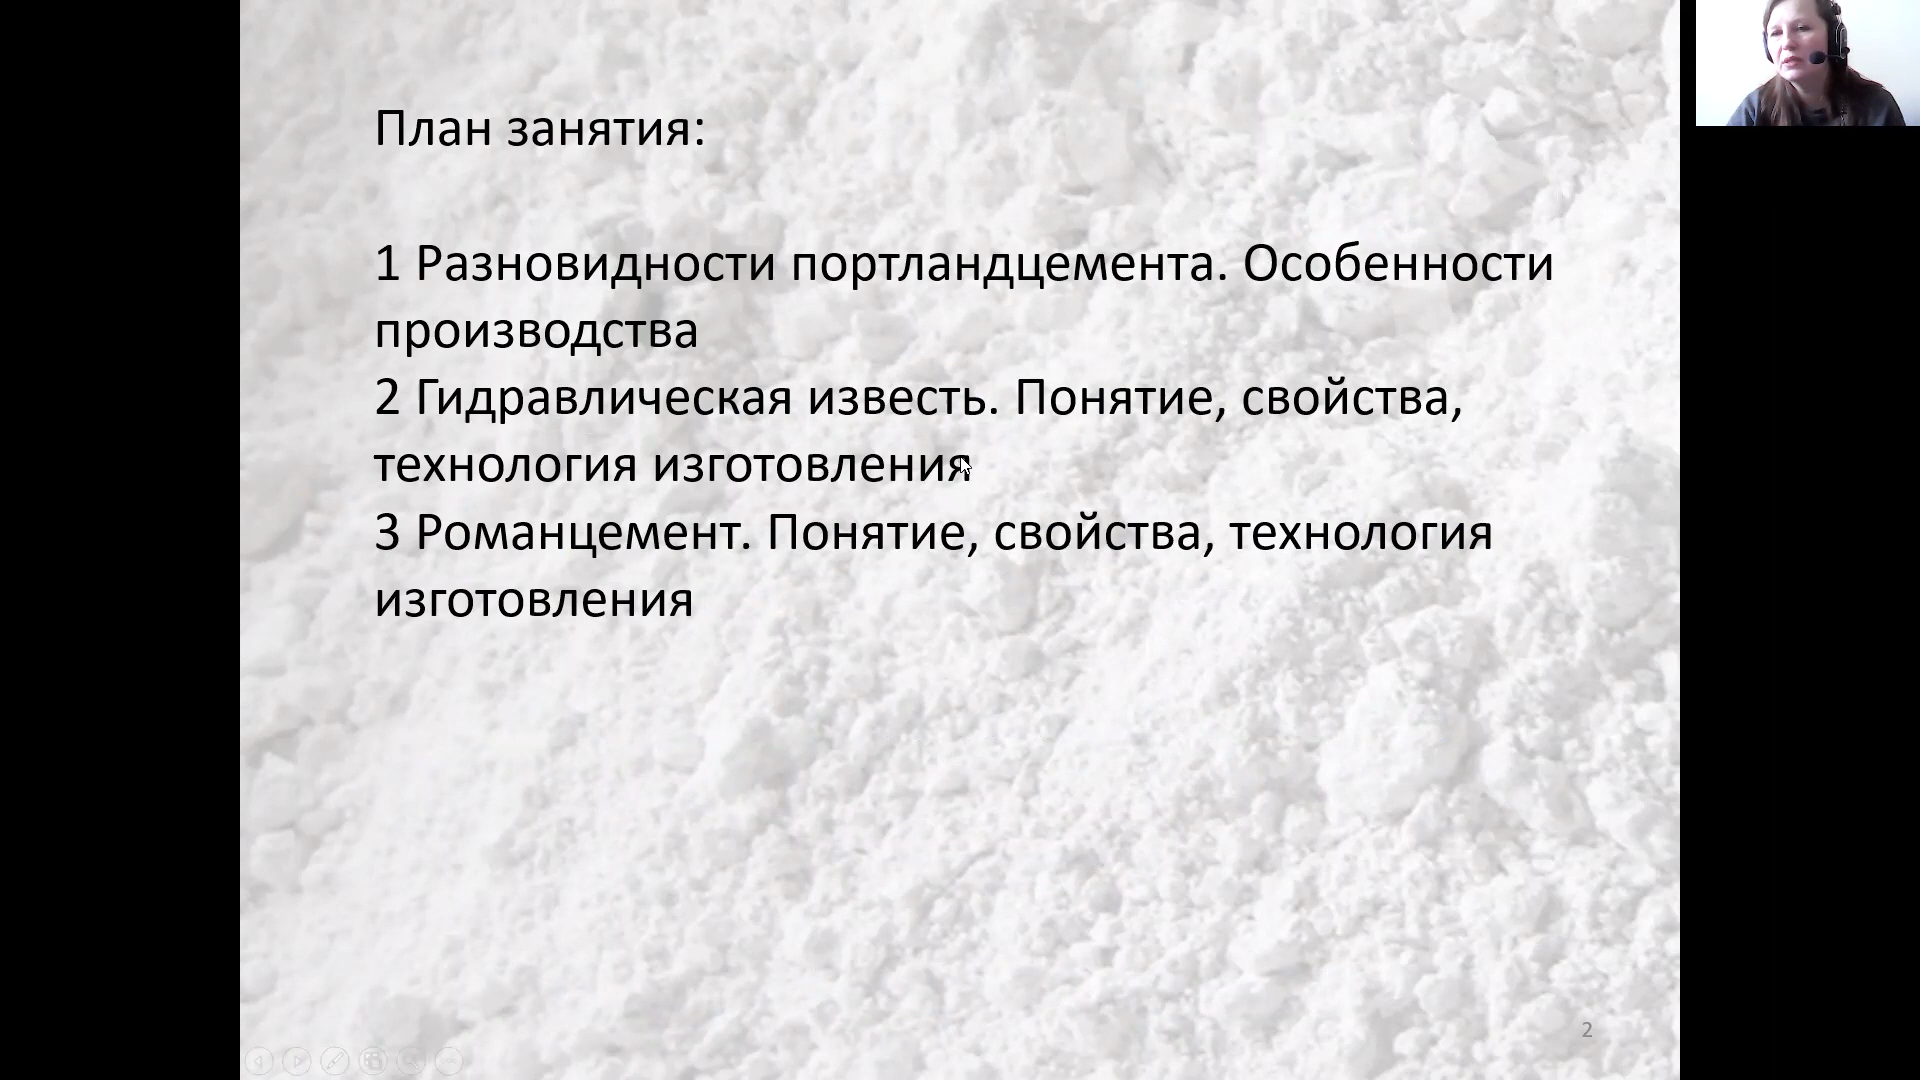 План занятия:
1 Разновидности портландцемента. Особенности
производства
2 Гидравлическая известь. Понятие, свойства,
технология изготовления
3 Романцемент. Понятие, свойства, технология
изготовления
2